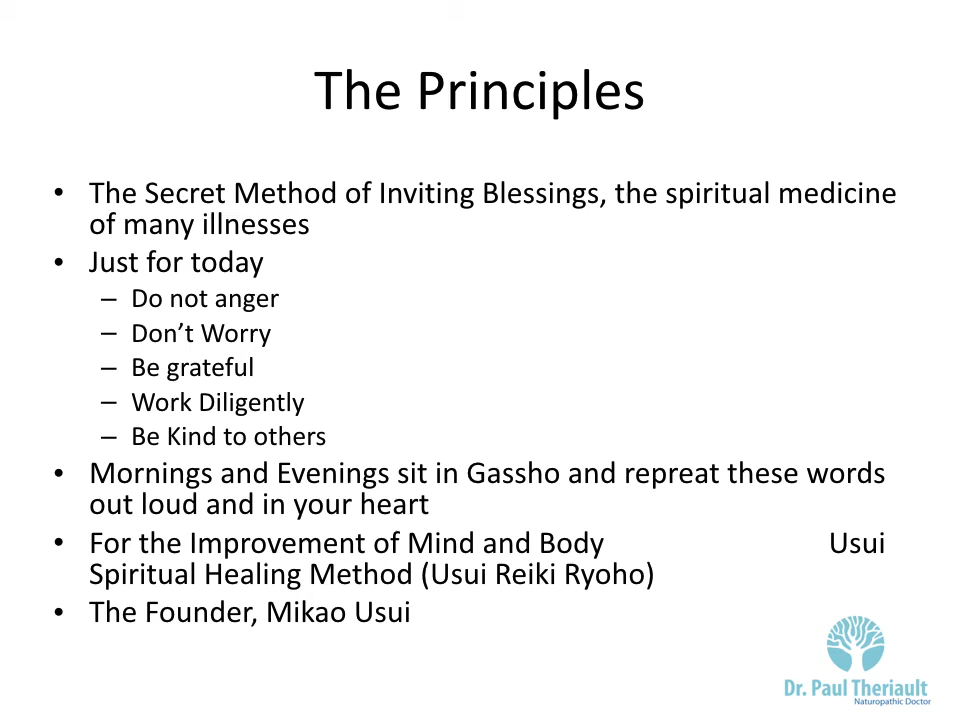 The Principles
• The Secret Method of Inviting Blessings, the spiritual medicine
of many illnesses
• Just for today
– Do not anger
– Don’t Worry
– Be grateful
– Work Diligently
– Be Kind to others
• Mornings and Evenings sit in Gassho and repreat these words
out loud and in your heart
• For the Improvement of Mind and Body Usui
Spiritual Healing Method (Usui Reiki Ryoho)
• The Founder, Mikao Usui
Dr. Paul Theriault
Naturopathic Doctor